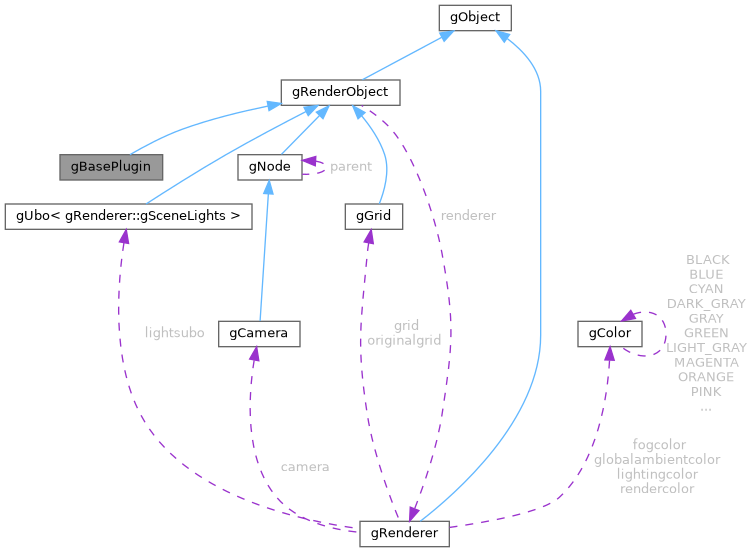 gObject
gRenderObject
gBasePlugin
gNode
parent
gUbo< gRenderer::gSceneLights >
gGrid
renderer
BLACK
BLUE
CYAN
DARK_GRAY
GRAY
GREEN
LIGHT_GRAY
MAGENTA
ORANGE
PINK
...
lightsubo
gCamera
grid
originalgrid
gColor
camera
fogcolor
globalambientcolor
lightingcolor
rendercolor
gRenderer